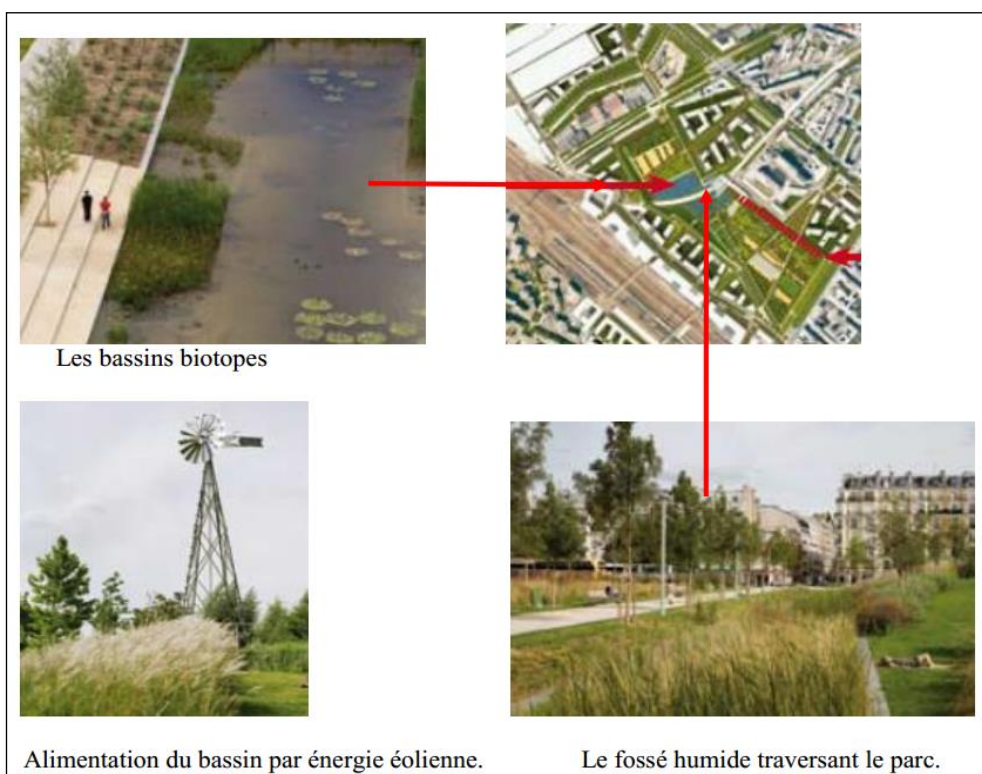 Les bassins biotopes
Alimentation du bassin par énergie éolienne.
Le fossé humide traversant le parc.